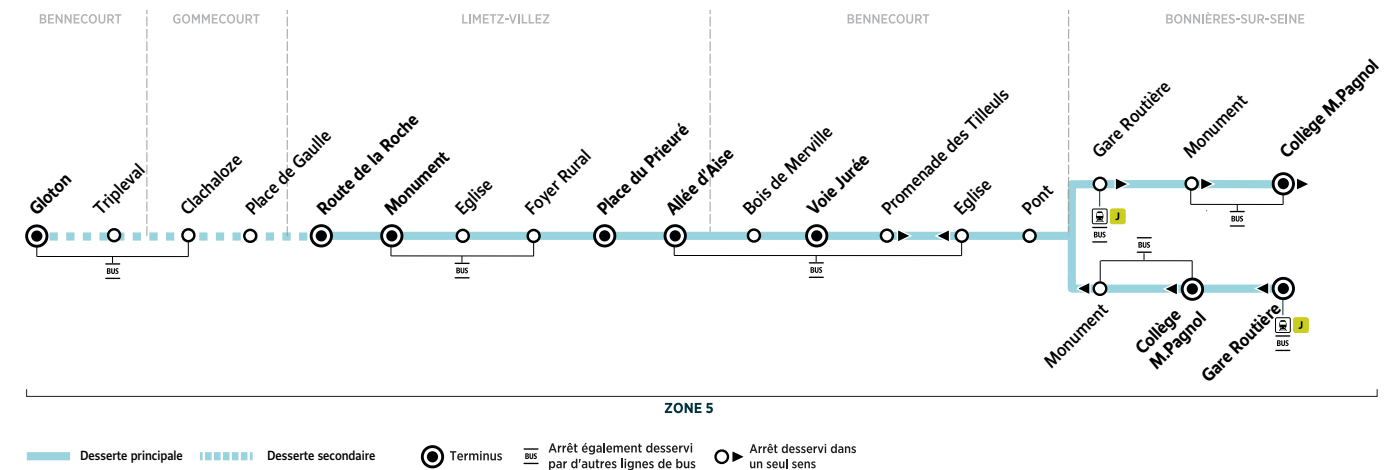 BENNECOURT
GOMMECOURT
LIMETZ-VILLEZ
BENNECOURT
BONNIÈRES-SUR-SEINE
Gloton
Tripleval
Clachaloze
Place de Gaulle
Route de la Roche
Monument
Eglise
Foyer Rural
Place du Prieuré
Allée d'Aise
Bois de Merville
Voie Jurée
Promenade des Tilleuls
Eglise
Pont
Gare Routière
Monument
Collège M.Pagnol
J
BUS
BUS
BUS
BUS
BUS
BUS
Monument
Collège
M.Pagnol
Gare Routière
J
BUS
ZONE 5
Desserte principale
Desserte secondaire
Terminus
BUS
Arrêt également desservi
par d'autres lignes de bus
Arrêt desservi dans
un seul sens